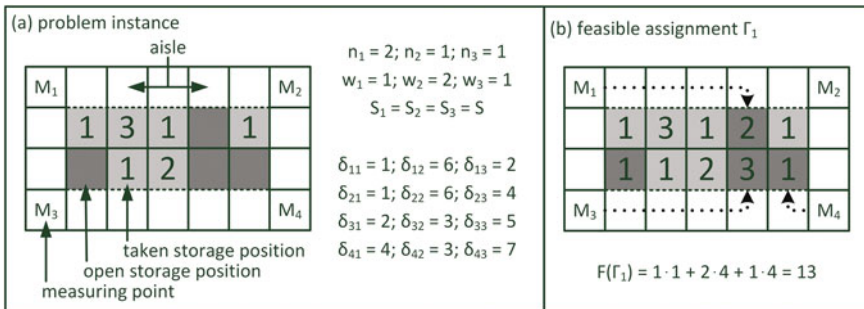 (a) problem instance
aisle
M₁ M₂
1 3 1 1
1 2
M₃ M₄
taken storage position
open storage position
measuring point
n₁ = 2; n₂ = 1; n₃ = 1
w₁ = 1; w₂ = 2; w₃ = 1
S₁ = S₂ = S₃ = S
δ₁₁ = 1; δ₁₂ = 6; δ₁₃ = 2
δ₂₁ = 1; δ₂₂ = 6; δ₂₃ = 4
δ₃₁ = 2; δ₃₂ = 3; δ₃₃ = 5
δ₄₁ = 4; δ₄₂ = 3; δ₄₃ = 7
(b) feasible assignment Γ₁
M₁ M₂
1 3 1 2 1
1 1 2 3 1
M₃ M₄
F(Γ₁) = 1·1 + 2·4 + 1·4 = 13